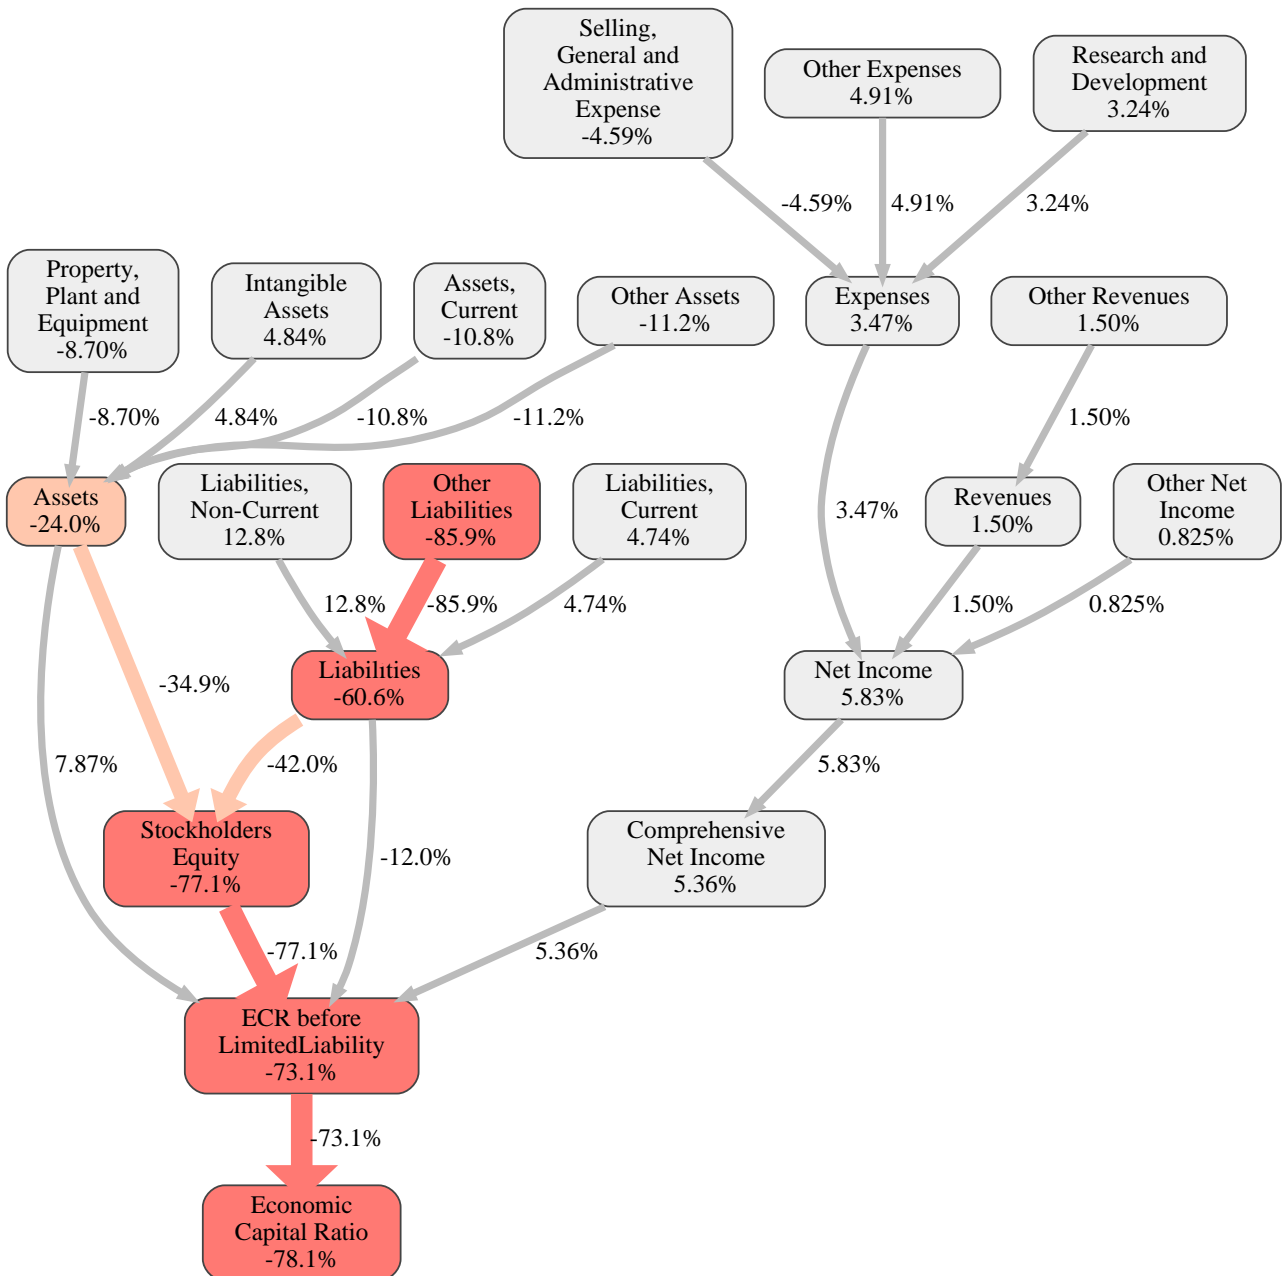 Selling,
General and
Administrative
Expense
-4.59%
Other Expenses
4.91%
Research and
Development
3.24%
-4.59%
4.91%
3.24%
Property,
Plant and
Equipment
-8.70%
Intangible
Assets
4.84%
Assets,
Current
-10.8%
Other Assets
-11.2%
Expenses
3.47%
Other Revenues
1.50%
-8.70%
4.84%
-10.8%
-11.2%
1.50%
Assets
-24.0%
Liabilities,
Non-Current
12.8%
Other
Liabilities
-85.9%
Liabilities,
Current
4.74%
3.47%
Revenues
1.50%
Other Net
Income
0.825%
12.8%
-85.9%
4.74%
1.50%
0.825%
-34.9%
Liabilities
-60.6%
Net Income
5.83%
7.87%
-42.0%
5.83%
Stockholders
Equity
-77.1%
-12.0%
Comprehensive
Net Income
5.36%
-77.1%
5.36%
ECR before
LimitedLiability
-73.1%
-73.1%
Economic
Capital Ratio
-78.1%